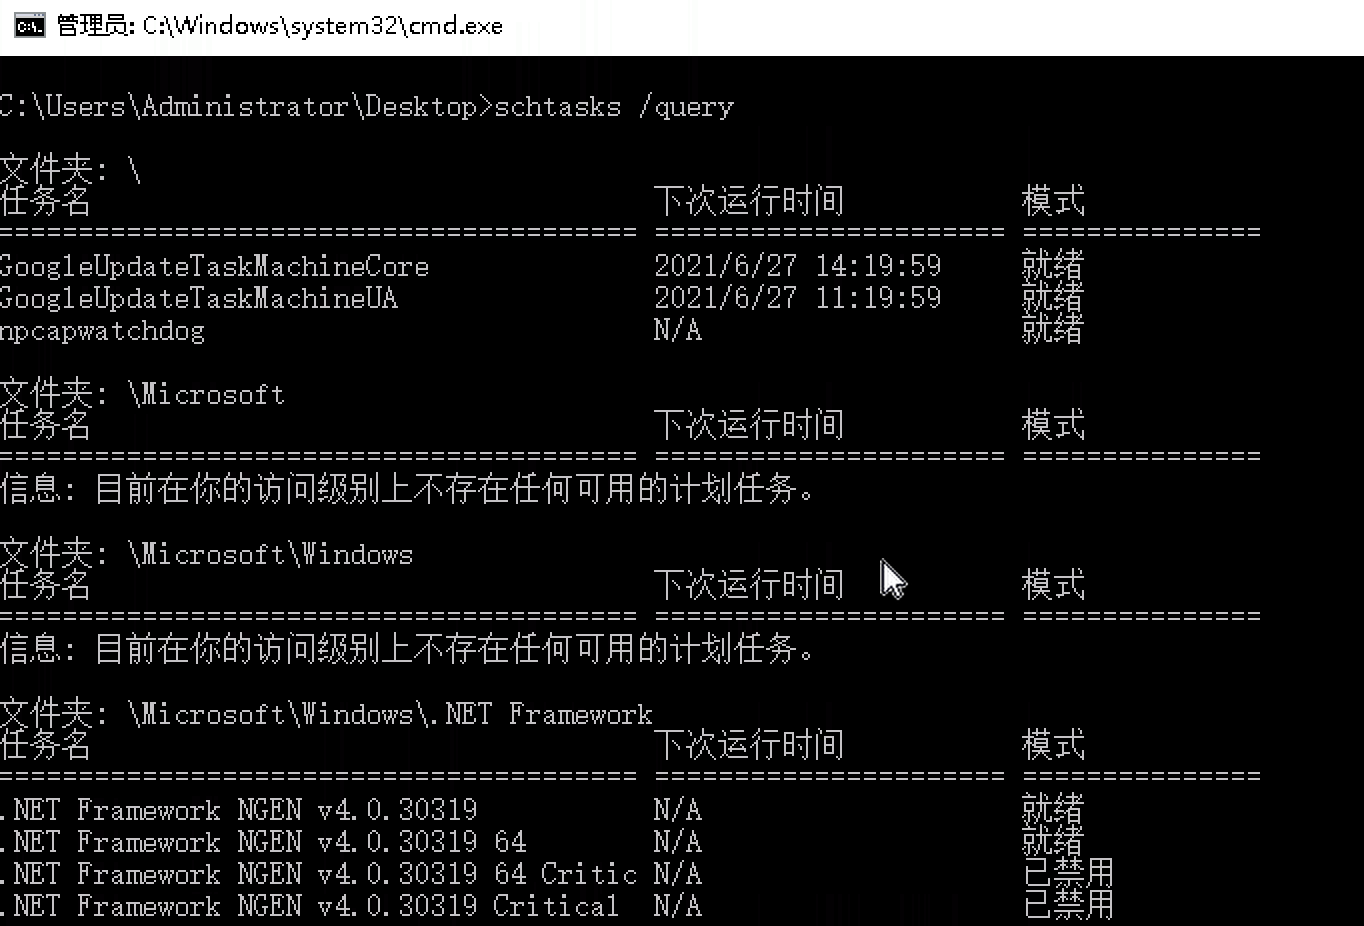 管理员: C:\Windows\system32\cmd.exe
C:\Users\Administrator\Desktop>schtasks /query
文件夹: \
任务名 下次运行时间 模式
======================================== ====================== ===============
GoogleUpdateTaskMachineCore 2021/6/27 14:19:59 就绪
GoogleUpdateTaskMachineUA 2021/6/27 11:19:59 就绪
npcapwatchdog N/A 就绪
文件夹: \Microsoft
任务名 下次运行时间 模式
======================================== ====================== ===============
信息: 目前在你的访问级别上不存在任何可用的计划任务。
文件夹: \Microsoft\Windows
任务名 下次运行时间 模式
======================================== ====================== ===============
信息: 目前在你的访问级别上不存在任何可用的计划任务。
文件夹: \Microsoft\Windows\.NET Framework
任务名 下次运行时间 模式
======================================== ====================== ===============
.NET Framework NGEN v4.0.30319 N/A 就绪
.NET Framework NGEN v4.0.30319 64 N/A 就绪
.NET Framework NGEN v4.0.30319 64 Critic N/A 已禁用
.NET Framework NGEN v4.0.30319 Critical N/A 已禁用